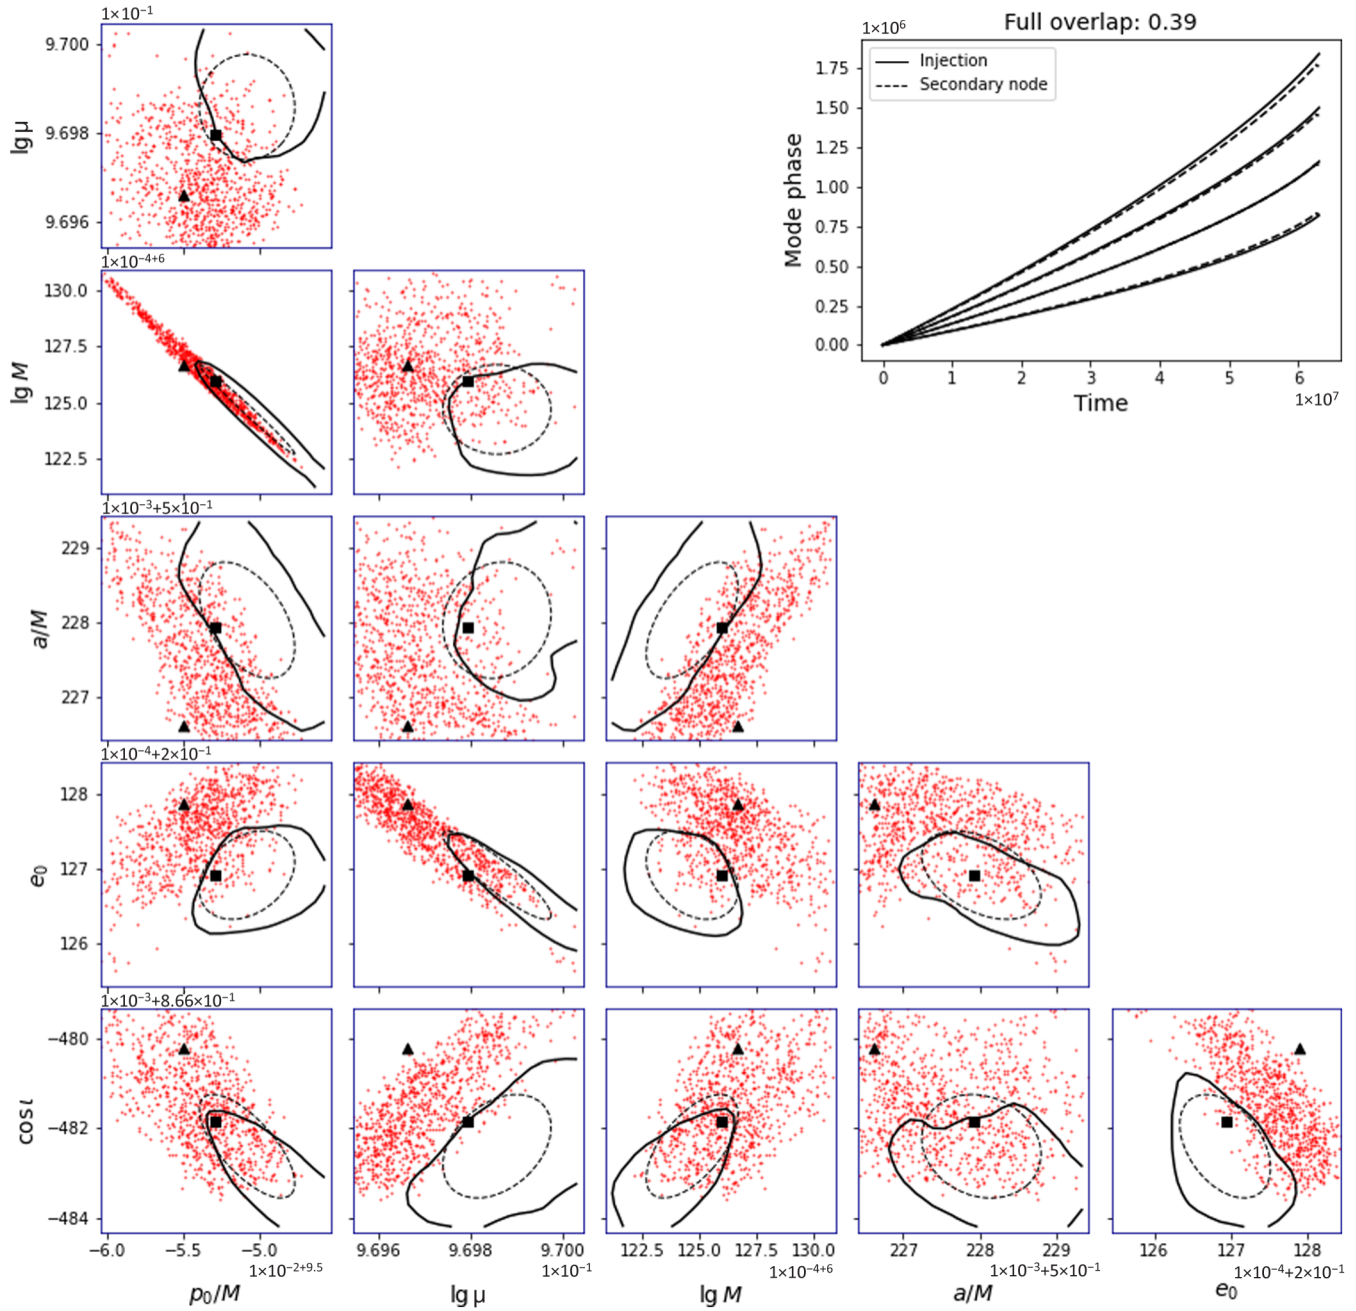 1×10⁻¹
9.700
9.698
9.696
lg μ
Full overlap: 0.39
1×10⁶
Injection
Secondary node
1.75
1.50
1.25
1.00
0.75
0.50
0.25
0.00
Mode phase
0 1 2 3 4 5 6
1×10⁷
Time
1×10⁻⁴+6
130.0
127.5
125.0
122.5
lg M
1×10⁻³+5×10⁻¹
229
228
227
a/M
1×10⁻⁴+2×10⁻¹
128
127
126
e₀
1×10⁻³+8.66×10⁻¹
−480
−482
−484
cos ι
−6.0 −5.5 −5.0
1×10⁻²+9.5
p₀/M
9.696 9.698 9.700
1×10⁻¹
lg μ
122.5 125.0 127.5 130.0
1×10⁻⁴+6
lg M
227 228 229
1×10⁻³+5×10⁻¹
a/M
126 127 128
1×10⁻⁴+2×10⁻¹
e₀